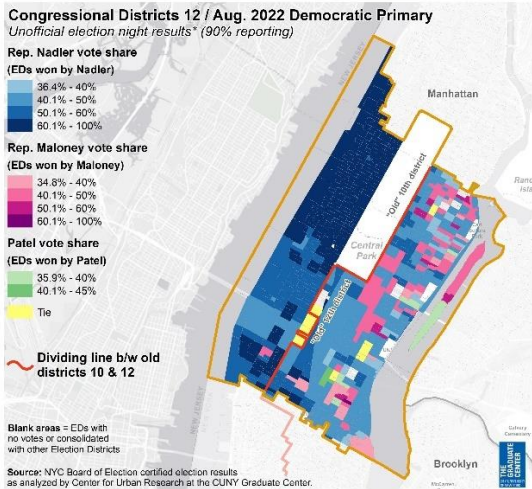 Congressional Districts 12 / Aug. 2022 Democratic Primary
Unofficial election night results* (90% reporting)
Rep. Nadler vote share
(EDs won by Nadler)
36.4% - 40%
40.1% - 50%
50.1% - 60%
60.1% - 100%
Rep. Maloney vote share
(EDs won by Maloney)
34.8% - 40%
40.1% - 50%
50.1% - 60%
60.1% - 100%
Patel vote share
(EDs won by Patel)
35.9% - 40%
40.1% - 45%
Tie
Dividing line b/w old
districts 10 & 12
Blank areas = EDs with
no votes or consolidated
with other Election Districts
Source: NYC Board of Election certified election results
as analyzed by Center for Urban Research at the CUNY Graduate Center.
NEW JERSEY
Manhattan
"Old" 10th district
Central
Park
"Old" 12th district
NEW JERSEY
Brooklyn
THE
GRADUATE
CENTER